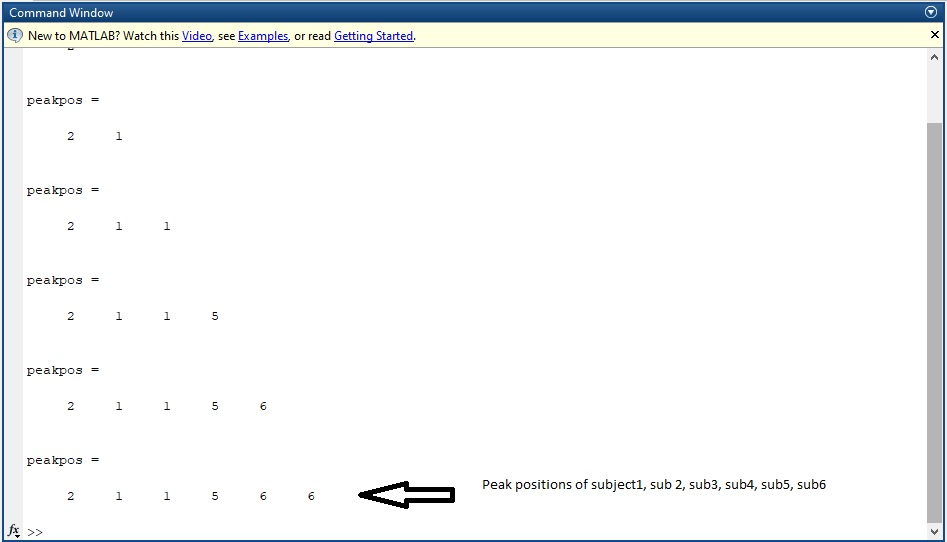 Command Window
New to MATLAB? Watch this Video, see Examples, or read Getting Started.
peakpos =
2 1
peakpos =
2 1 1
peakpos =
2 1 1 5
peakpos =
2 1 1 5 6
peakpos =
2 1 1 5 6 6
Peak positions of subject1, sub 2, sub3, sub4, sub5, sub6
fx >>